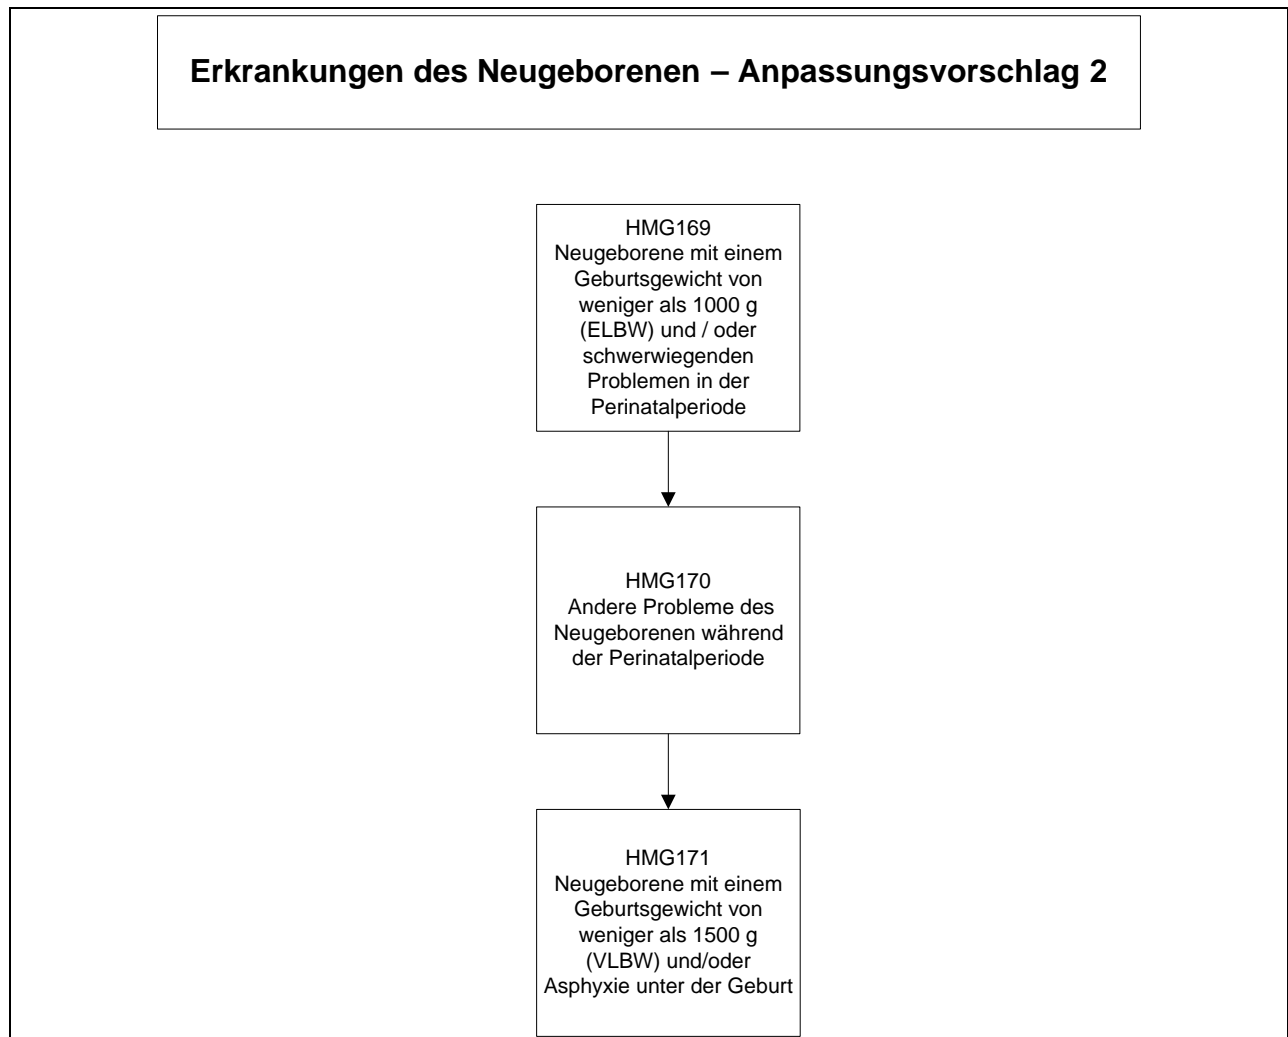 Erkrankungen des Neugeborenen – Anpassungsvorschlag 2
HMG169
Neugeborene mit einem
Geburtsgewicht von
weniger als 1000 g
(ELBW) und / oder
schwerwiegenden
Problemen in der
Perinatalperiode
HMG170
Andere Probleme des
Neugeborenen während
der Perinatalperiode
HMG171
Neugeborene mit einem
Geburtsgewicht von
weniger als 1500 g
(VLBW) und/oder
Asphyxie unter der Geburt